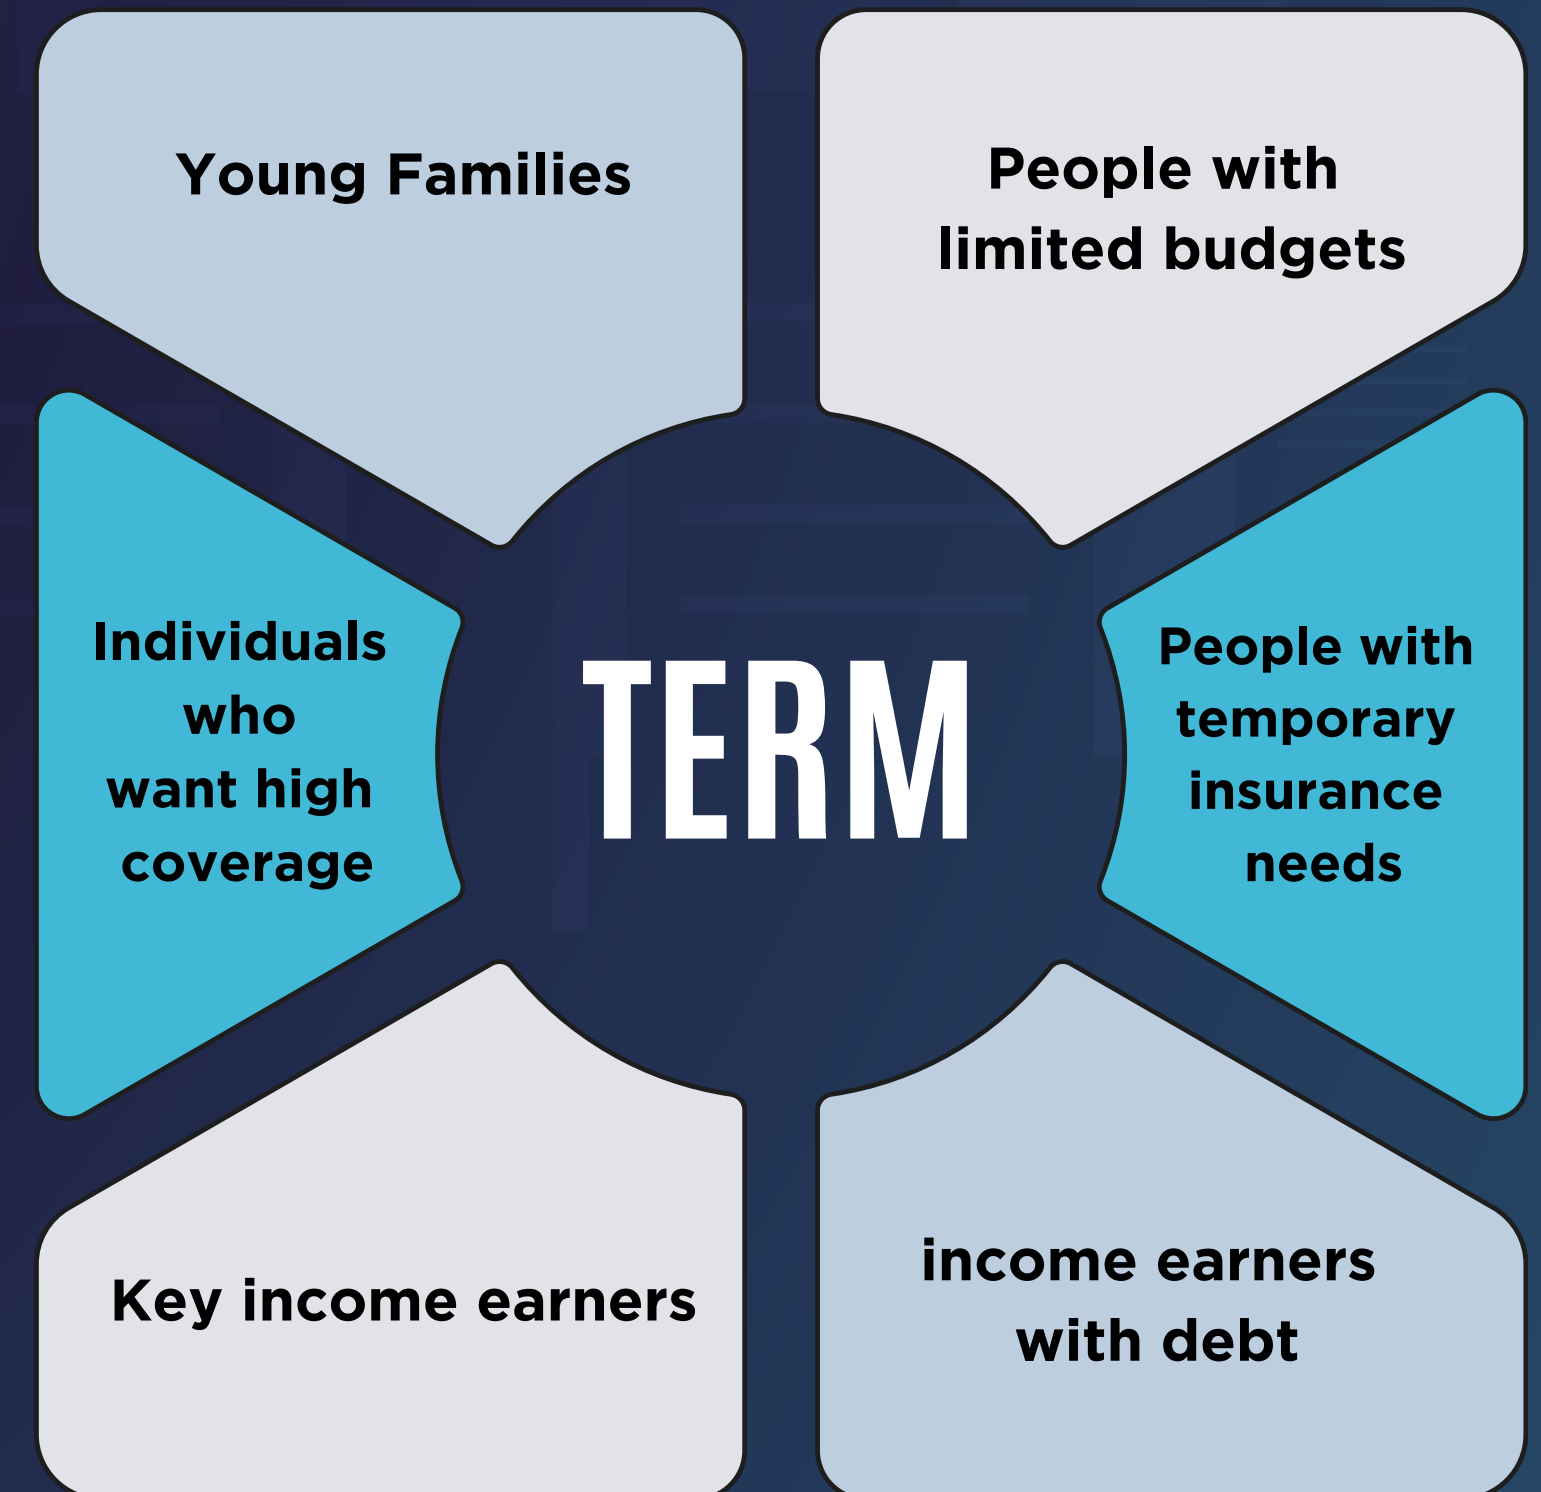 Young Families
People with
limited budgets
Individuals
who
want high
coverage
TERM
People with
temporary
insurance
needs
Key income earners
income earners
with debt